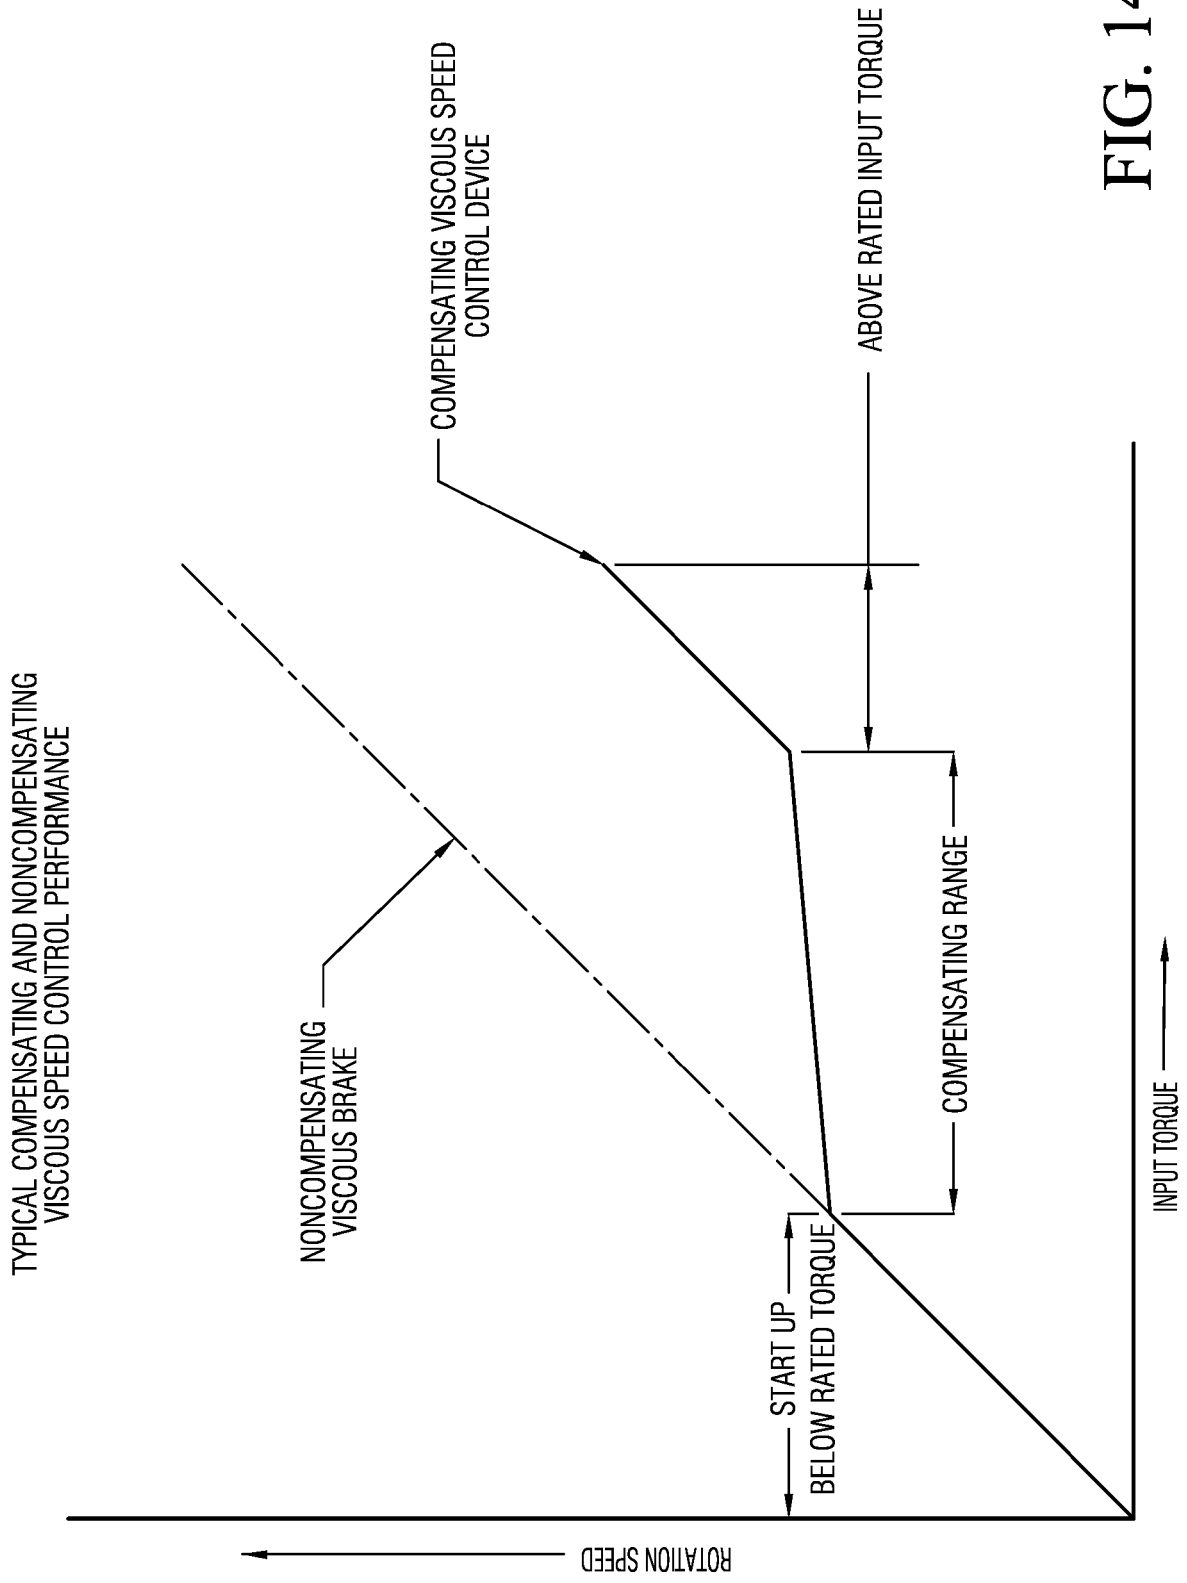 TYPICAL COMPENSATING AND NONCOMPENSATING
VISCOUS SPEED CONTROL PERFORMANCE
NONCOMPENSATING
VISCOUS BRAKE
COMPENSATING VISCOUS SPEED
CONTROL DEVICE
START UP
BELOW RATED TORQUE
ABOVE RATED INPUT TORQUE
COMPENSATING RANGE
ROTATION SPEED
INPUT TORQUE
FIG. 14